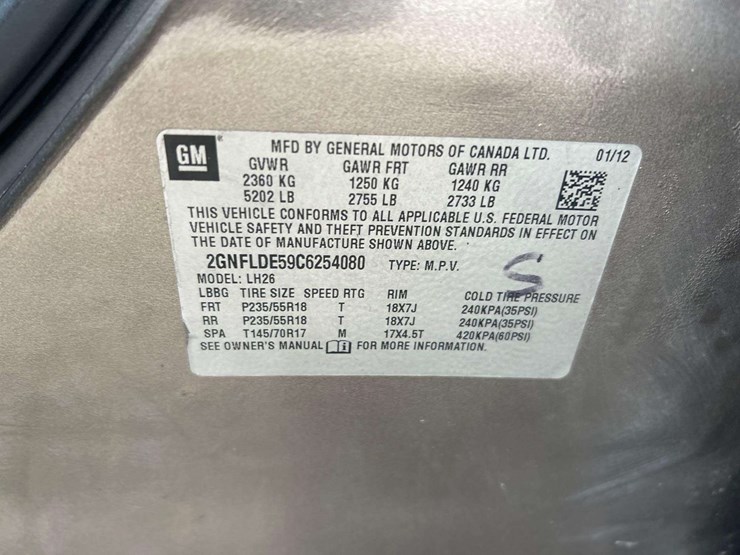 GM
MFD BY GENERAL MOTORS OF CANADA LTD. 01/12
GVWR GAWR FRT GAWR RR
2360 KG 1250 KG 1240 KG
5202 LB 2755 LB 2733 LB
THIS VEHICLE CONFORMS TO ALL APPLICABLE U.S. FEDERAL MOTOR
VEHICLE SAFETY AND THEFT PREVENTION STANDARDS IN EFFECT ON
THE DATE OF MANUFACTURE SHOWN ABOVE.
2GNFLDE59C6254080 TYPE: M.P.V.
S
MODEL: LH26
LBBG TIRE SIZE SPEED RTG RIM COLD TIRE PRESSURE
FRT P235/55R18 T 18X7J 240KPA(35PSI)
RR P235/55R18 T 18X7J 240KPA(35PSI)
SPA T145/70R17 M 17X4.5T 420KPA(60PSI)
SEE OWNER'S MANUAL i FOR MORE INFORMATION.